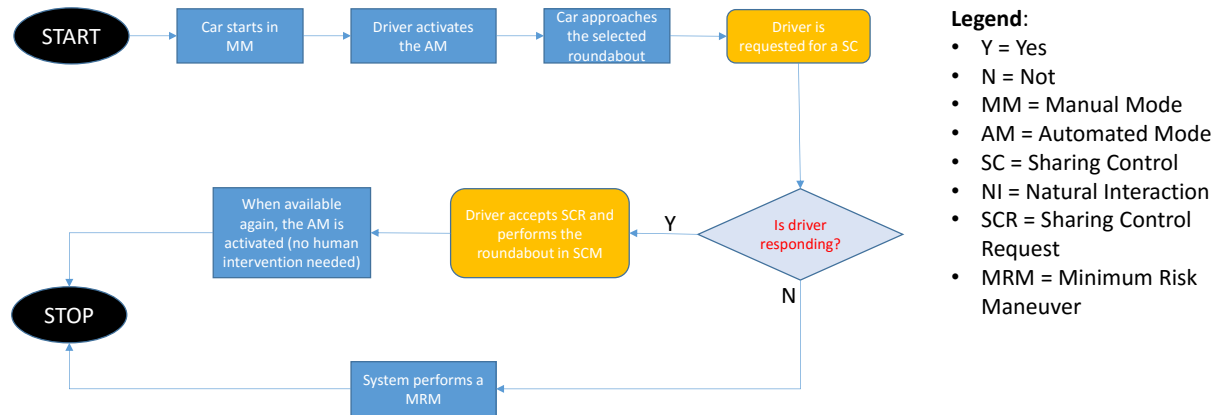 START
Car starts in
MM
Driver activates
the AM
Car approaches
the selected
roundabout
Driver is
requested for a SC
Is driver
responding?
Y
N
Driver accepts SCR and
performs the
roundabout in SCM
When available
again, the AM is
activated (no human
intervention needed)
STOP
System performs a
MRM
Legend:
• Y = Yes
• N = Not
• MM = Manual Mode
• AM = Automated Mode
• SC = Sharing Control
• NI = Natural Interaction
• SCR = Sharing Control
Request
• MRM = Minimum Risk
Maneuver